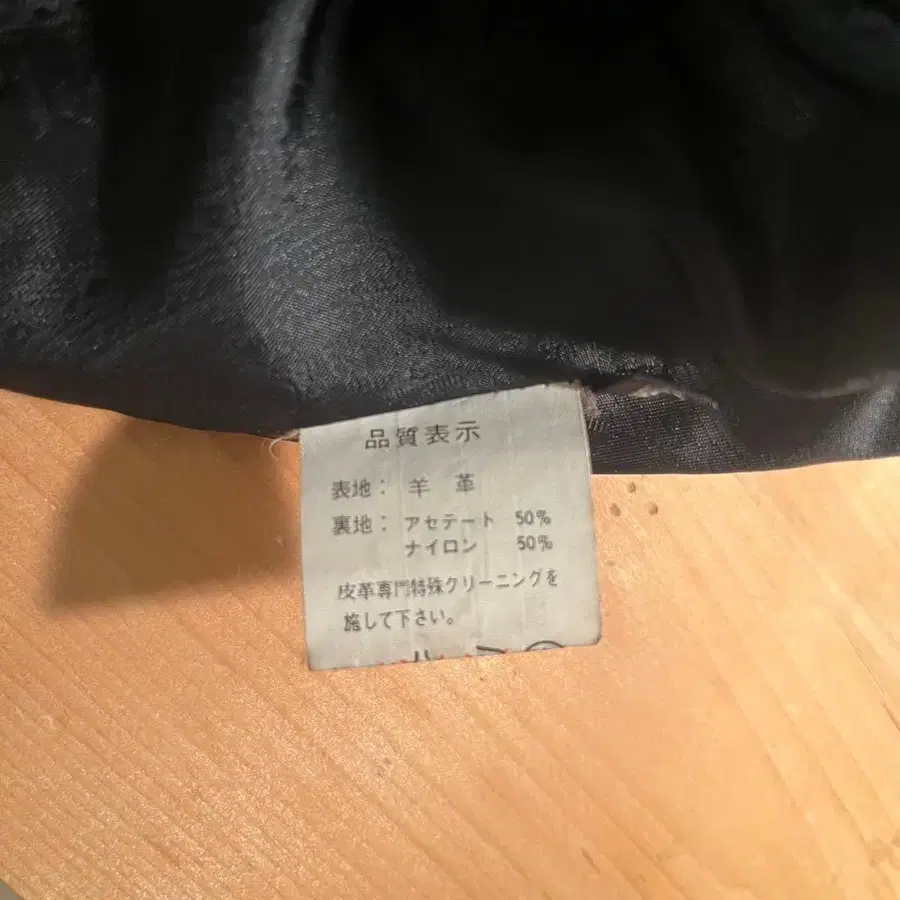 品質表示
表地: 羊 革
裏地: アセテート 50%
ナイロン 50%
皮革専門特殊クリーニングを
施して下さい。